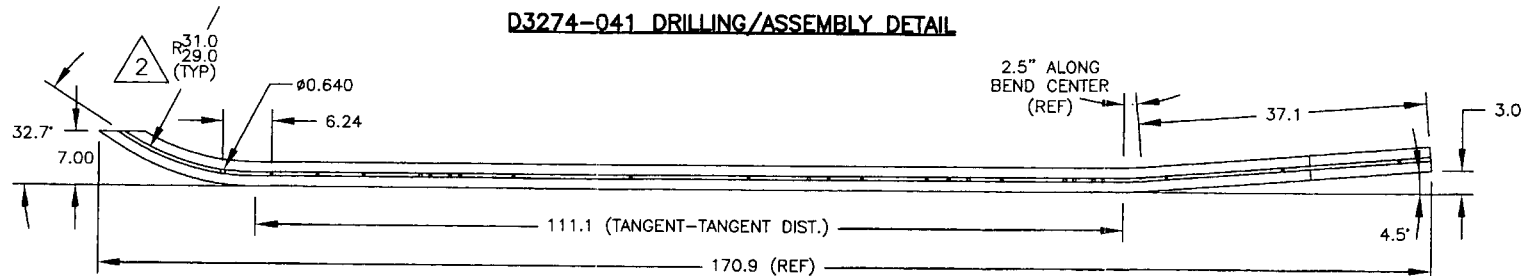 D3274-041 DRILLING/ASSEMBLY DETAIL
2
R31.0
29.0
(TYP)
ø0.640
6.24
32.7°
7.00
2.5" ALONG
BEND CENTER
(REF)
37.1
3.0
111.1 (TANGENT-TANGENT DIST.)
4.5°
170.9 (REF)